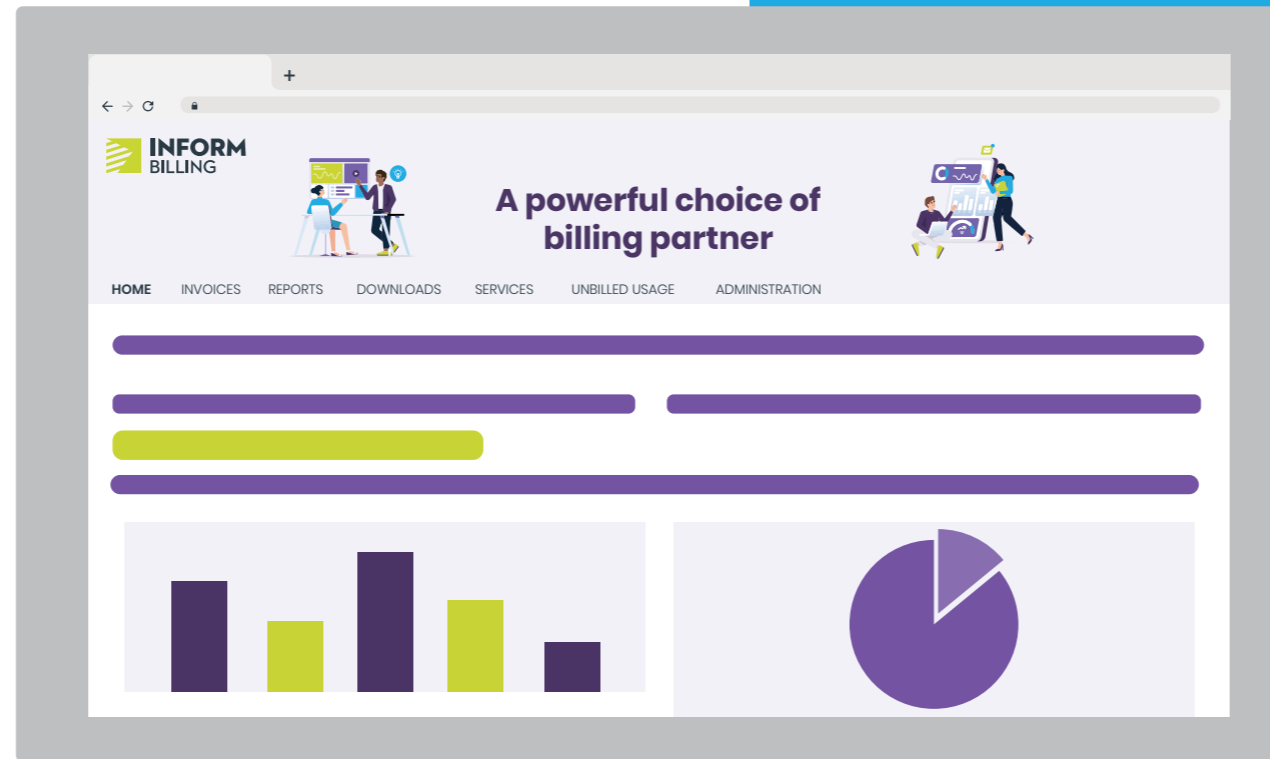 INFORM
BILLING
A powerful choice of
billing partner
HOME INVOICES REPORTS DOWNLOADS SERVICES UNBILLED USAGE ADMINISTRATION